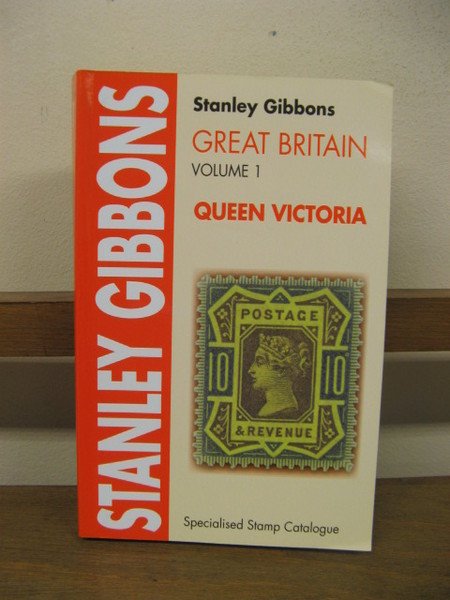 STANLEY GIBBONS
Stanley Gibbons
GREAT BRITAIN
VOLUME 1
QUEEN VICTORIA
POSTAGE
10 10
& REVENUE
Specialised Stamp Catalogue